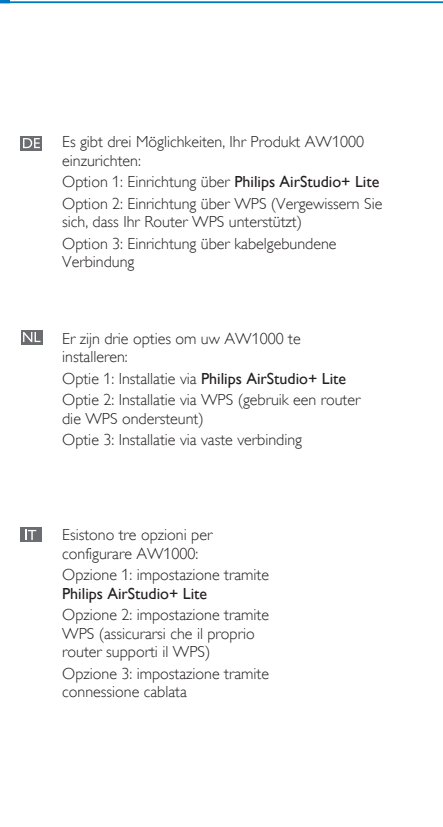 DE
Es gibt drei Möglichkeiten, Ihr Produkt AW1000
einzurichten:
Option 1: Einrichtung über Philips AirStudio+ Lite
Option 2: Einrichtung über WPS (Vergewissern Sie
sich, dass Ihr Router WPS unterstützt)
Option 3: Einrichtung über kabelgebundene
Verbindung
NL
Er zijn drie opties om uw AW1000 te
installeren:
Optie 1: Installatie via Philips AirStudio+ Lite
Optie 2: Installatie via WPS (gebruik een router
die WPS ondersteunt)
Optie 3: Installatie via vaste verbinding
IT
Esistono tre opzioni per
configurare AW1000:
Opzione 1: impostazione tramite
Philips AirStudio+ Lite
Opzione 2: impostazione tramite
WPS (assicurarsi che il proprio
router supporti il WPS)
Opzione 3: impostazione tramite
connessione cablata